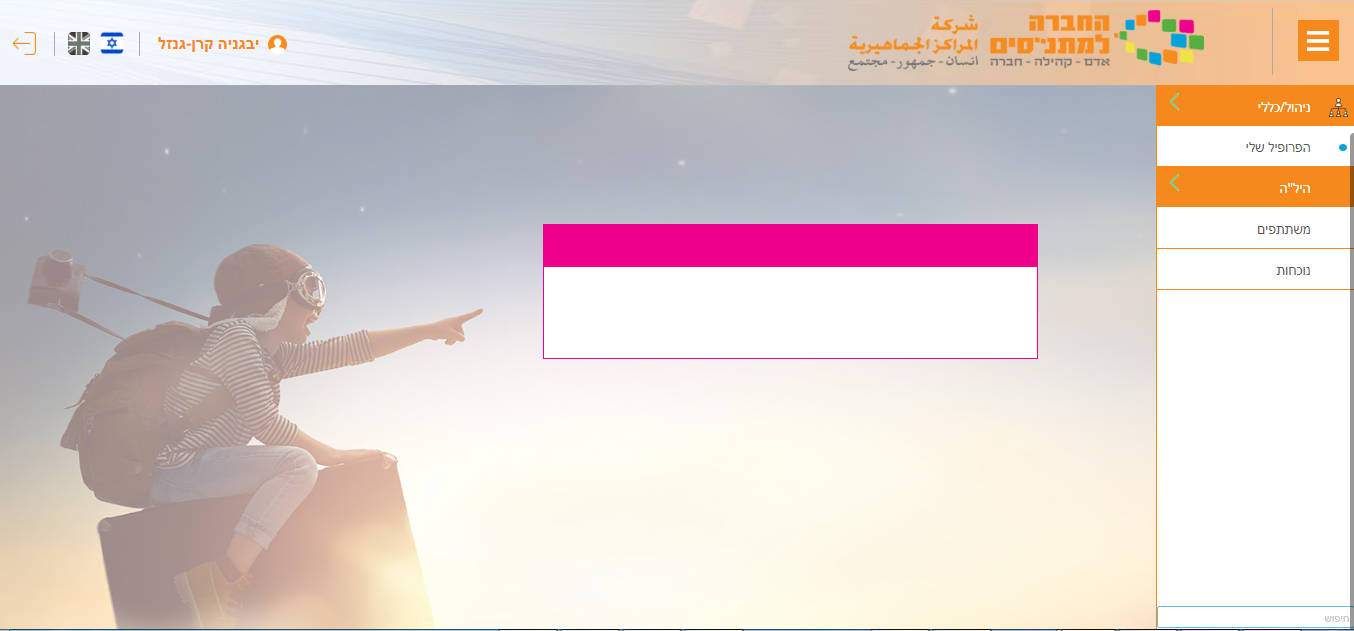 החברה
למתנ״סים
אדם - קהילה - חברה
شركة
المراكز الجماهيرية
انسان - جمهور - مجتمع
יבגניה קרן-גנזל
ניהול/כללי
הפרופיל שלי
היל"ה
משתתפים
נוכחות
חיפוש